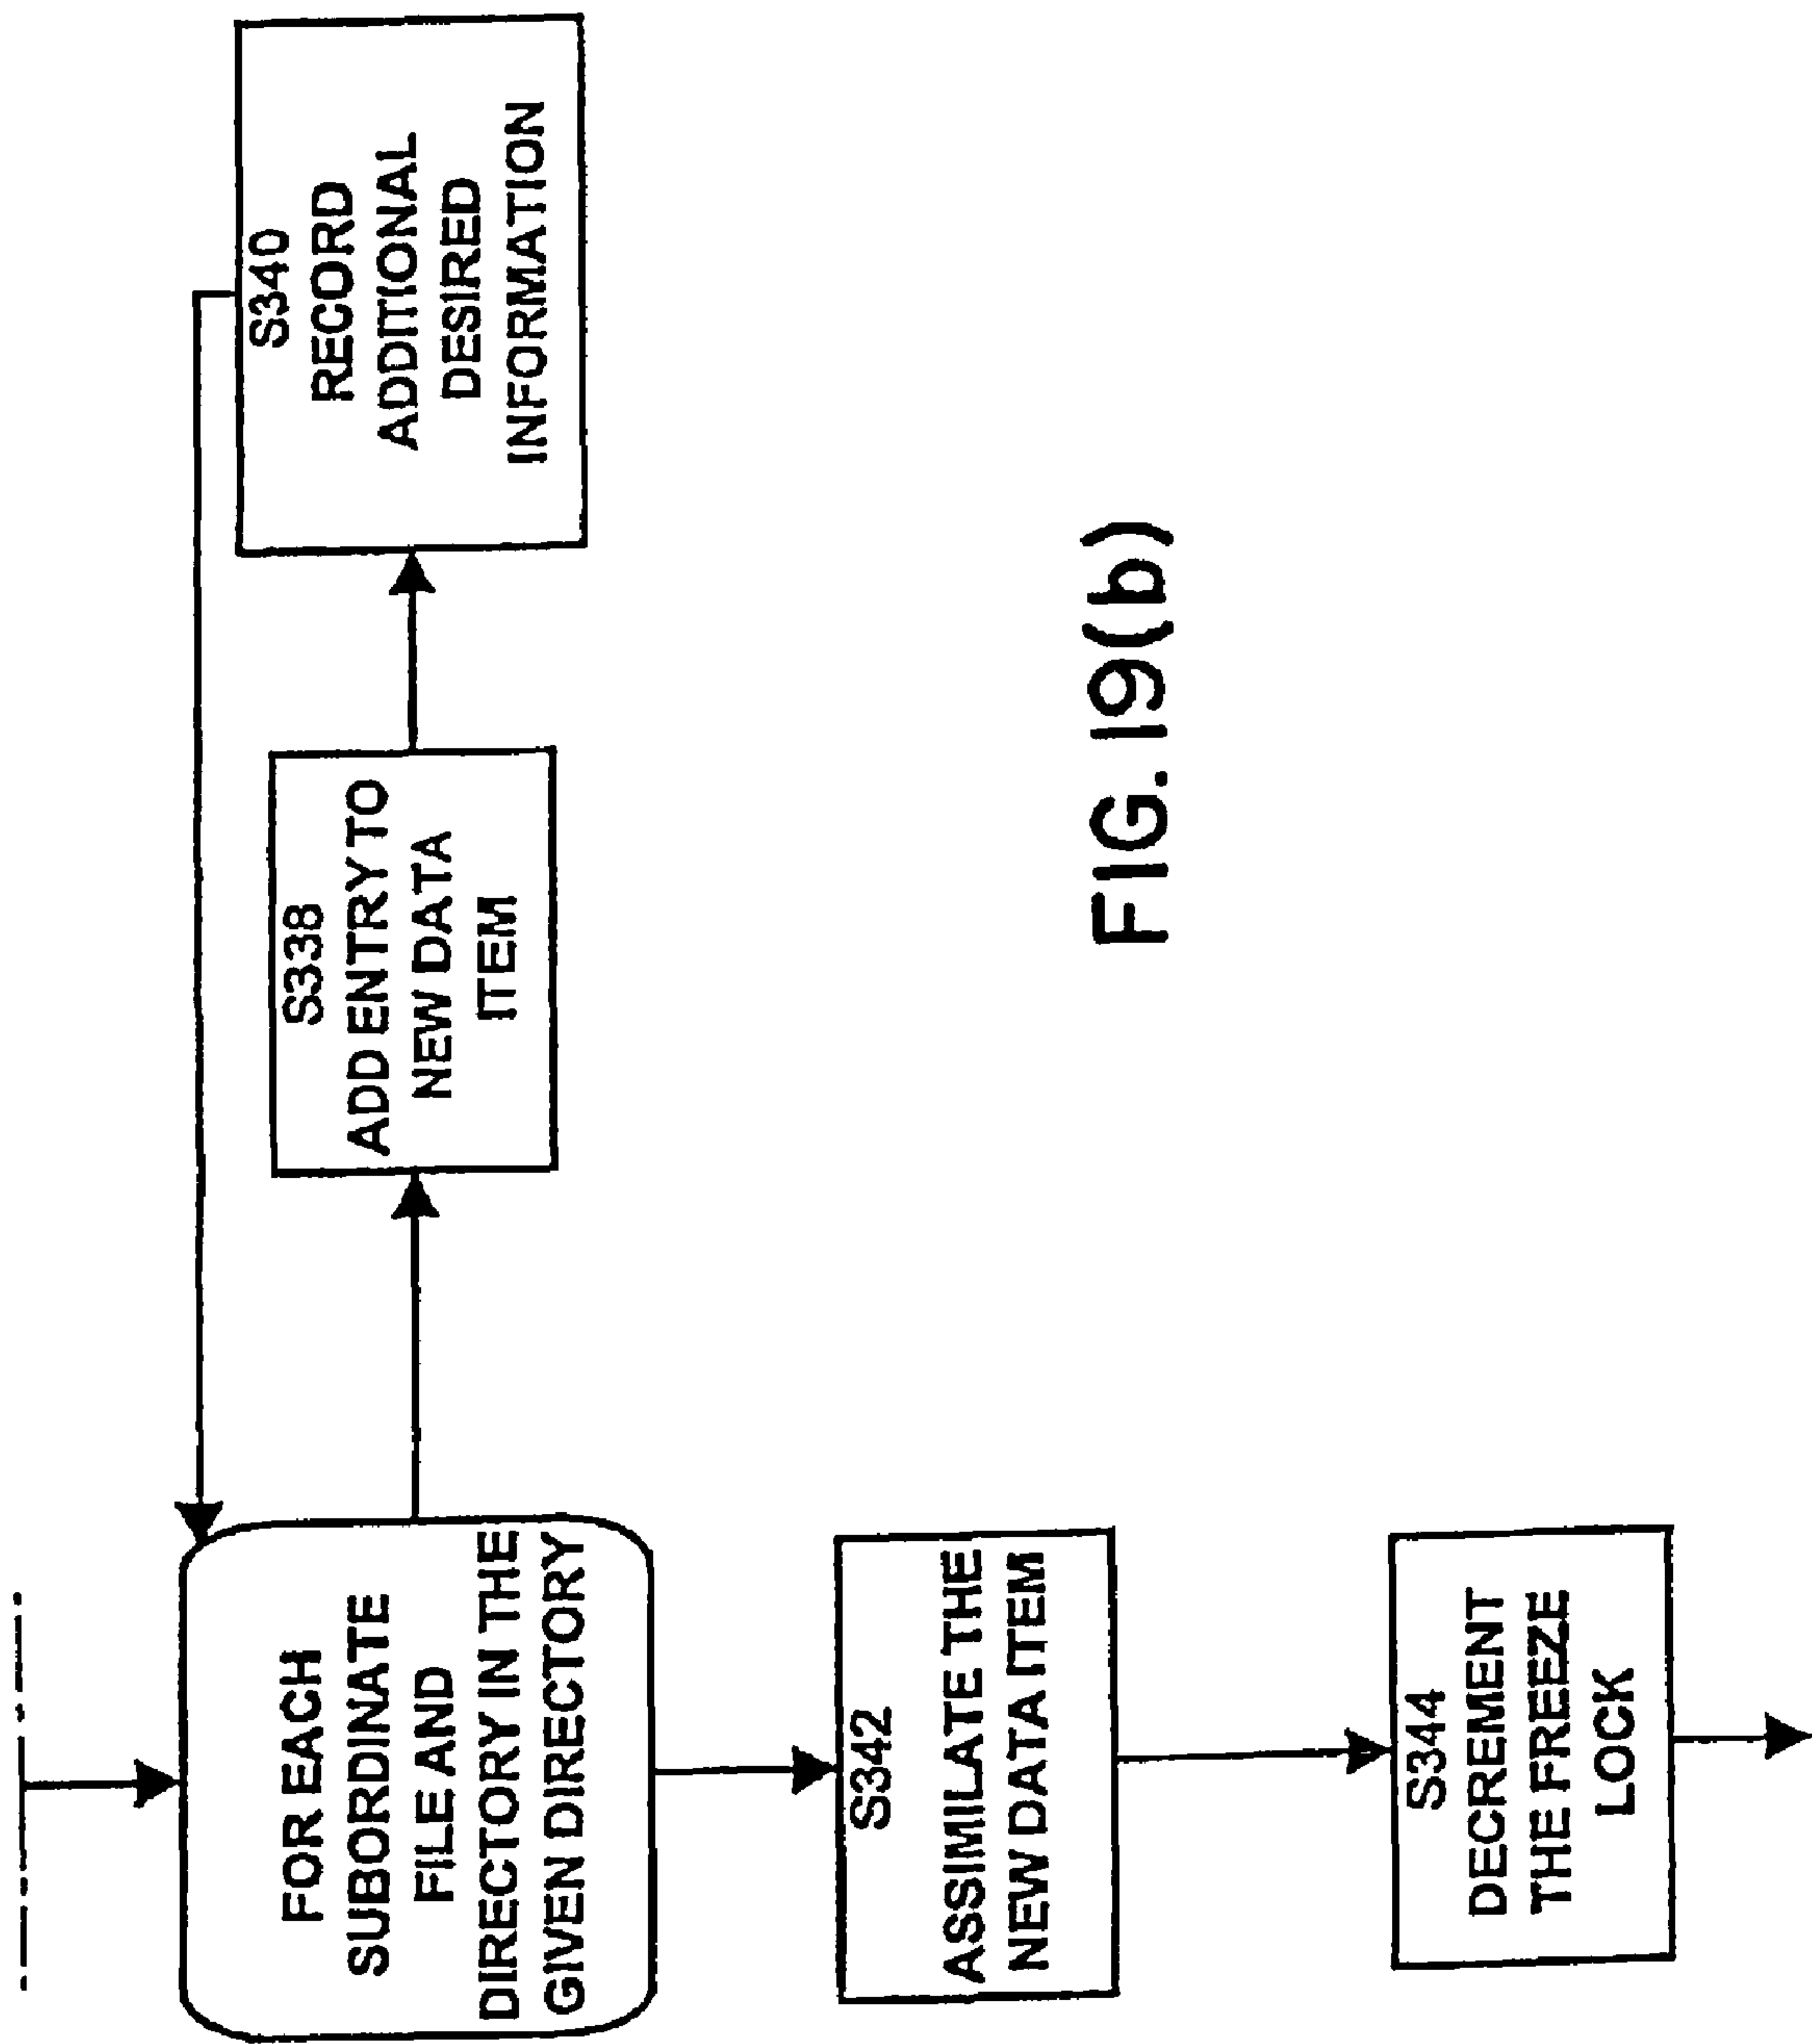 FOR EACH
SUBORDINATE
FILE AND
DIRECTORY IN THE
GIVEN DIRECTORY
S338
ADD ENTRY TO
NEW DATA
ITEM
S340
RECORD
ADDITIONAL
DESIRED
INFORMATION
S342
ASSIMILATE THE
NEW DATA ITEM
S344
DECREMENT
THE FREEZE
LOCK
FIG. 19(b)